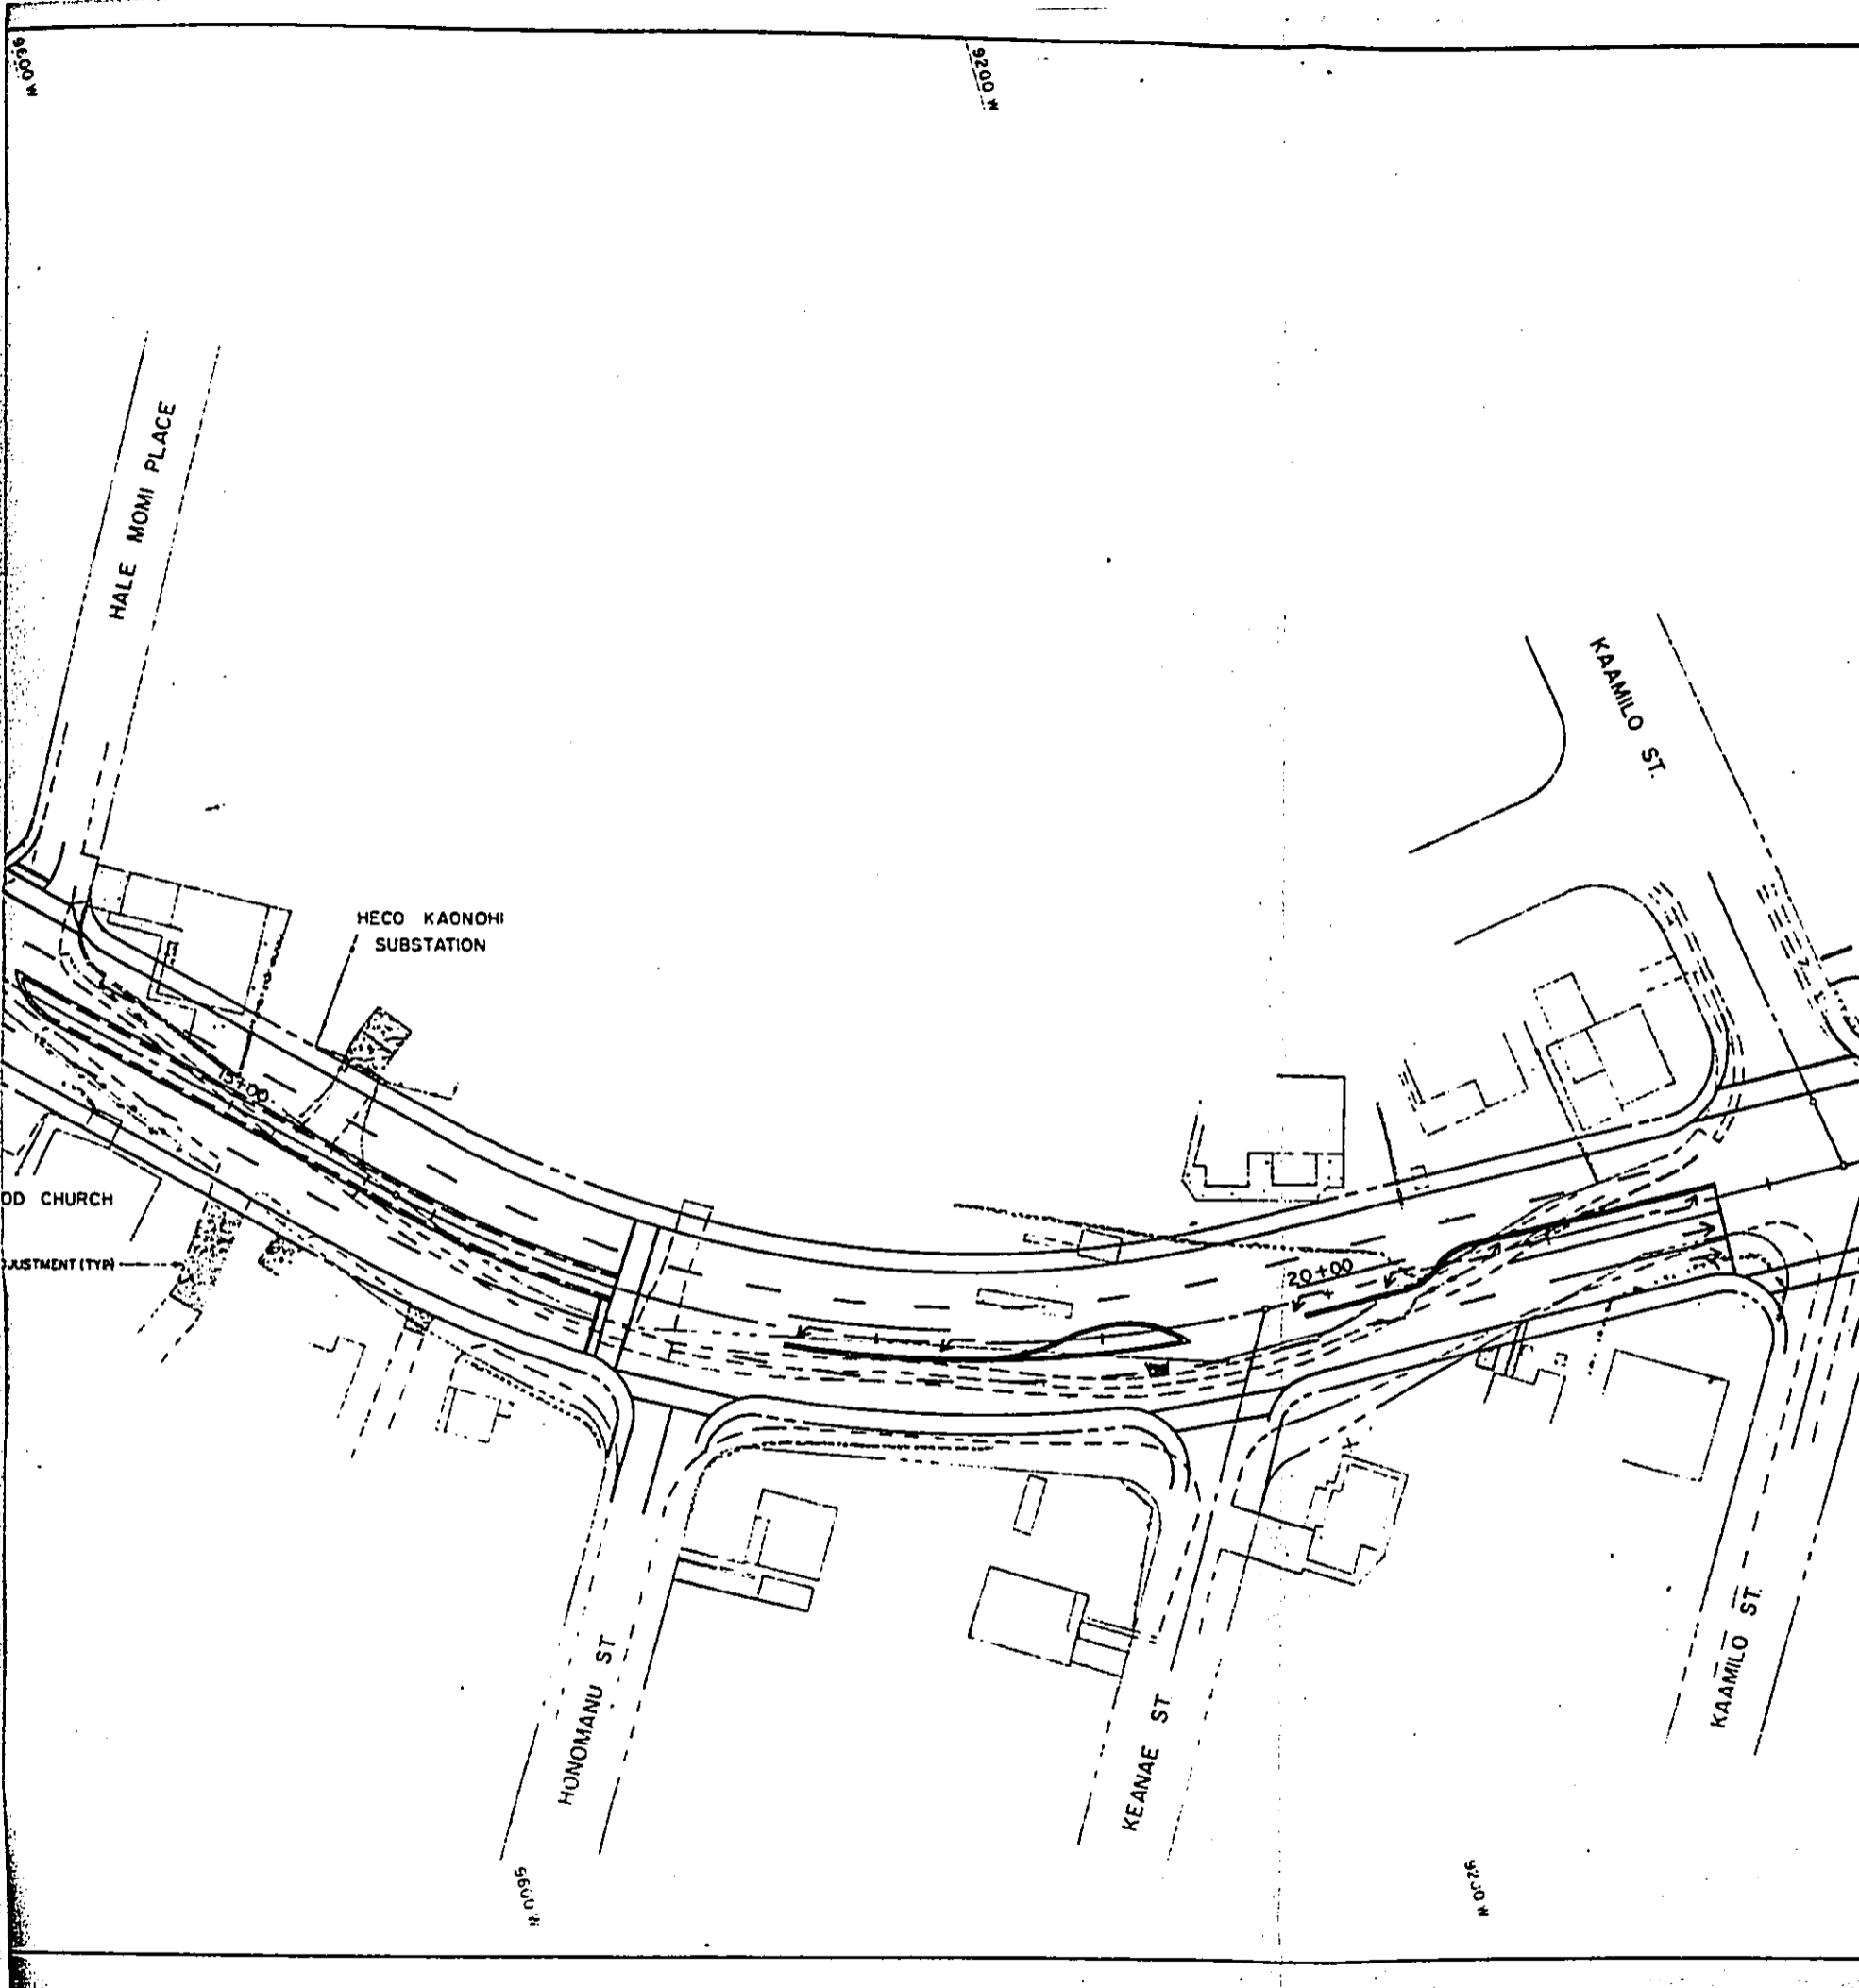 9600 W
9200 W
HALE MOMI PLACE
KAAMILO ST.
HECO KAONOHI
SUBSTATION
15+00
OD CHURCH
JUSTMENT (TYP)
20+00
HONOMANU ST
KEANAE ST
KAAMILO ST.
9600 W
9200 W